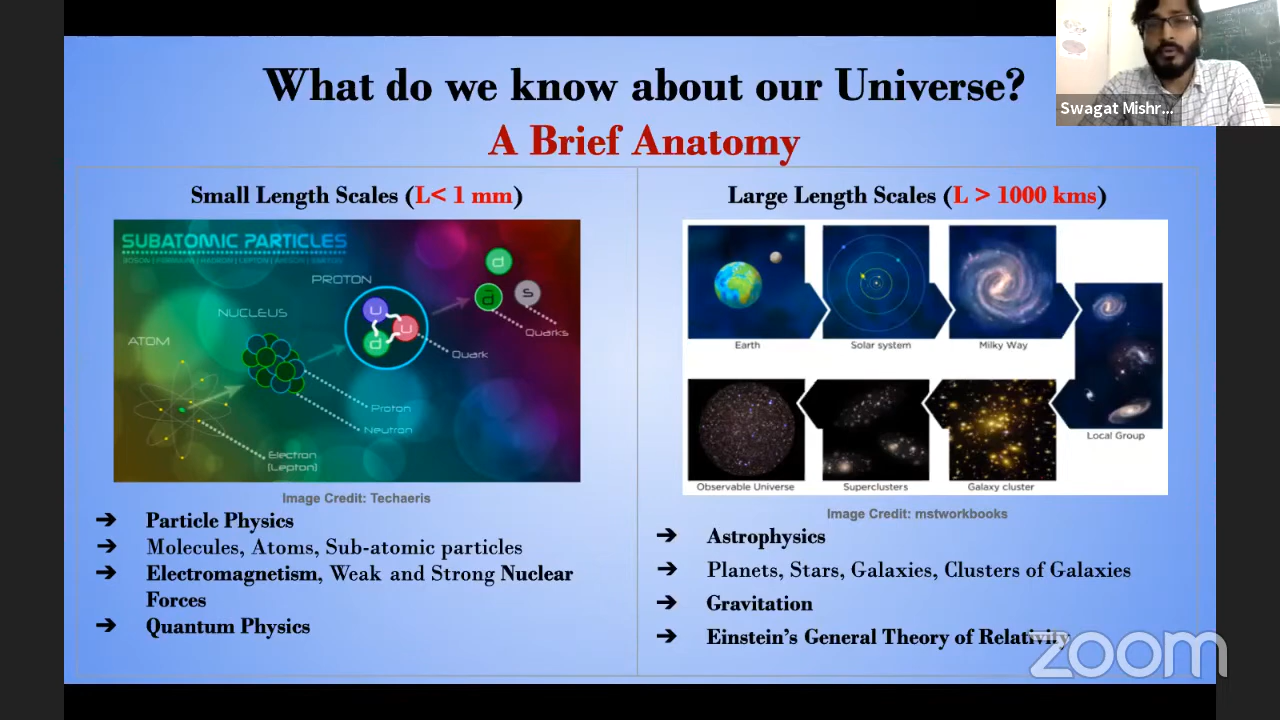 What do we know about our Universe?
A Brief Anatomy
Swagat Mishr...
Small Length Scales (L< 1 mm)
SUBATOMIC PARTICLES
ATOM
NUCLEUS
PROTON
u
u
d
d
d
s
Quarks
Quark
Proton
Neutron
Electron
(Lepton)
Image Credit: Techaeris
➔ Particle Physics
➔ Molecules, Atoms, Sub-atomic particles
➔ Electromagnetism, Weak and Strong Nuclear
Forces
➔ Quantum Physics
Large Length Scales (L > 1000 kms)
Earth
Solar system
Milky Way
Local Group
Observable Universe
Superclusters
Galaxy cluster
Image Credit: mstworkbooks
➔ Astrophysics
➔ Planets, Stars, Galaxies, Clusters of Galaxies
➔ Gravitation
➔ Einstein's General Theory of Relativity
zoom